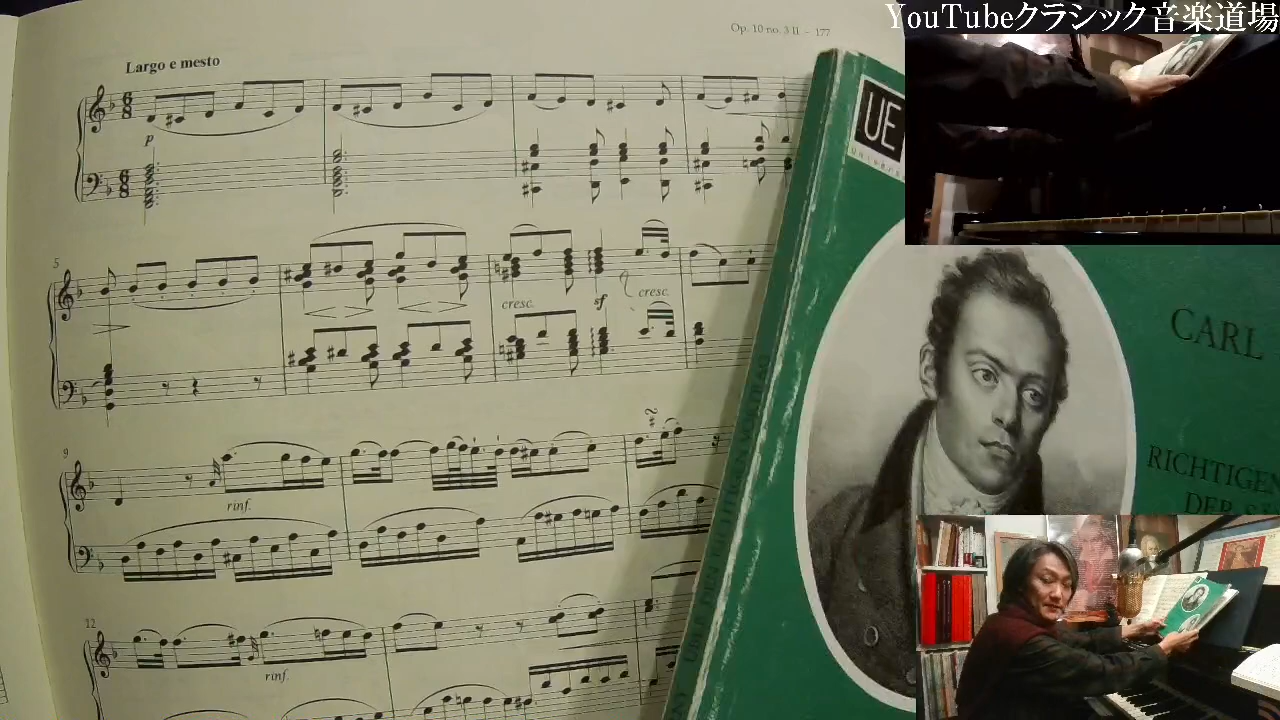 YouTubeクラシック音楽道場
Op. 10 no. 3 II - 177
Largo e mesto
p
5
cresc.
sf
cresc.
9
rinf.
12
rinf.
UE
CARL
RICHTIGEN